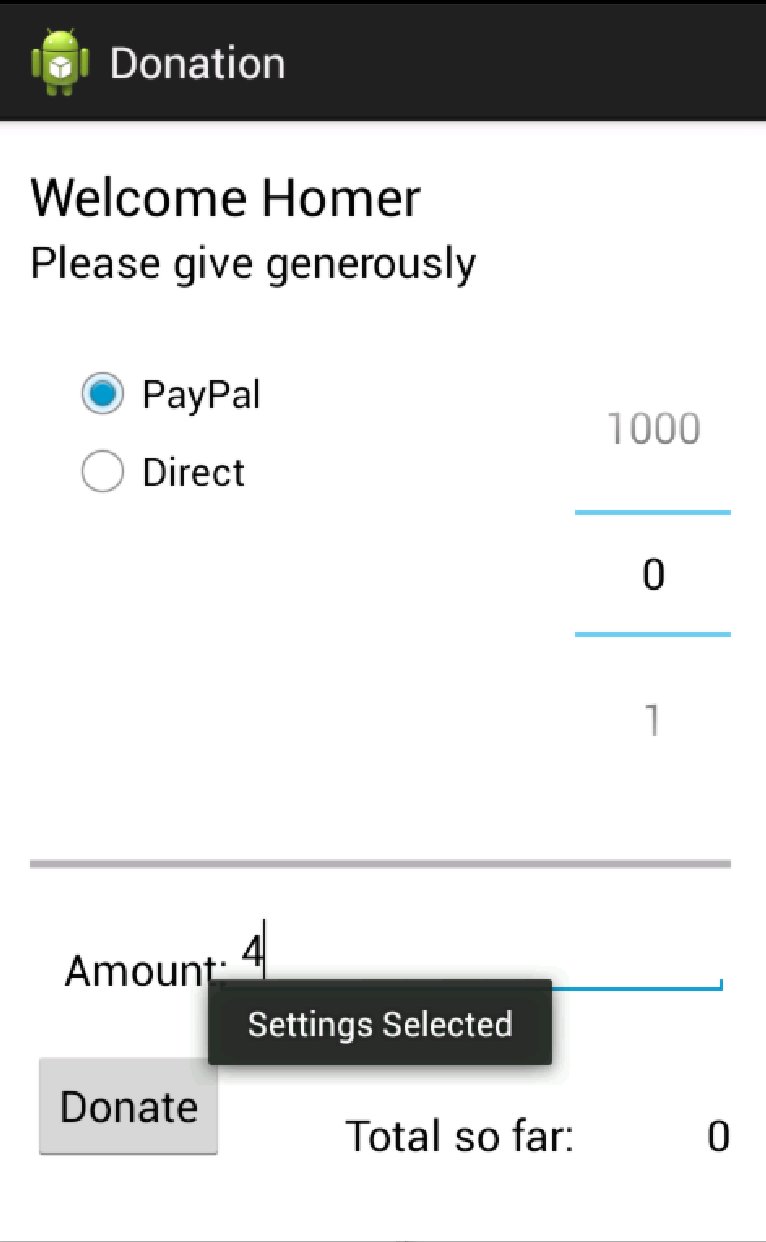 Donation
Welcome Homer
Please give generously
PayPal
Direct
1000
0
1
Amount: 4
Settings Selected
Donate
Total so far: 0